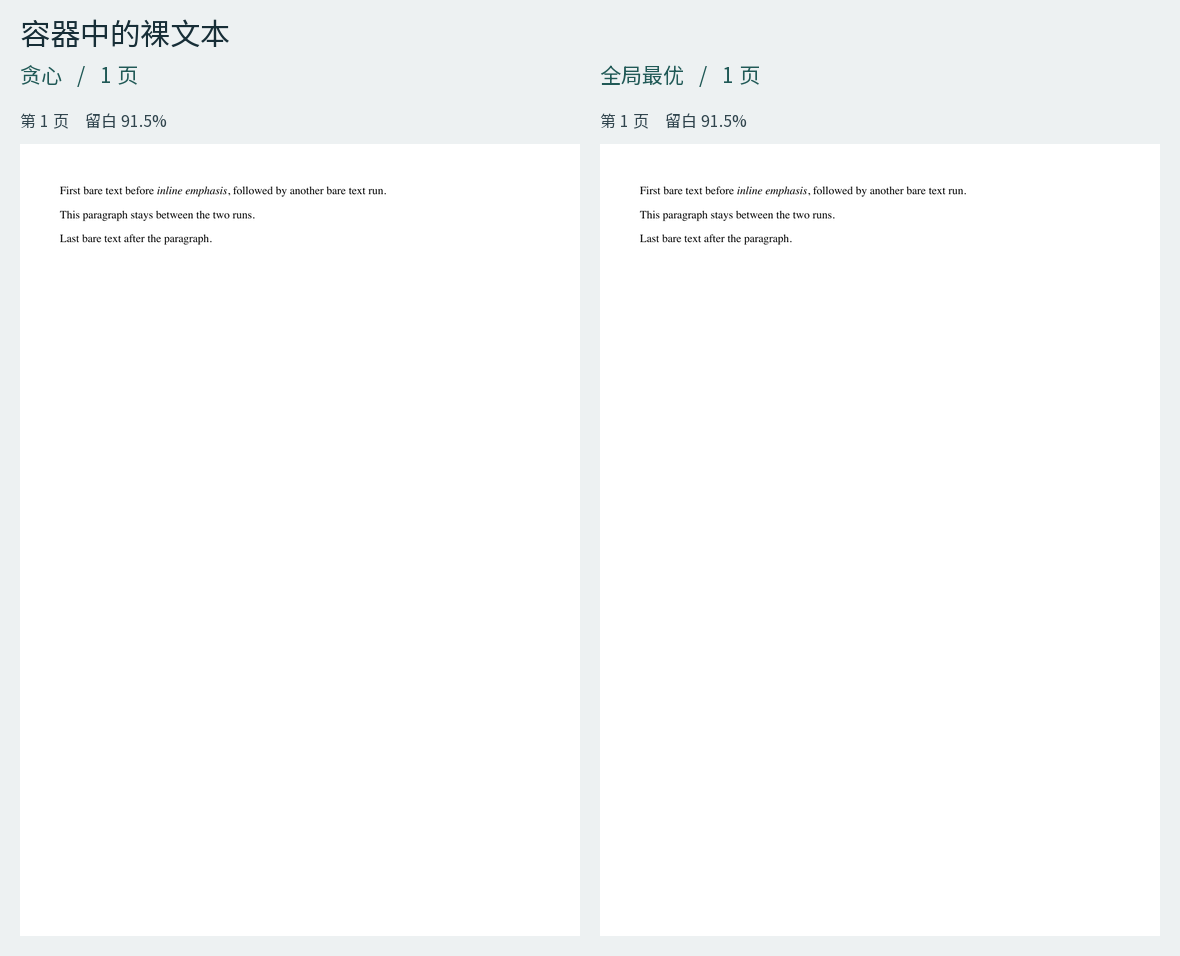 容器中的裸文本
贪心 / 1 页
第 1 页 留白 91.5%
First bare text before inline emphasis, followed by another bare text run.
This paragraph stays between the two runs.
Last bare text after the paragraph.
全局最优 / 1 页
第 1 页 留白 91.5%
First bare text before inline emphasis, followed by another bare text run.
This paragraph stays between the two runs.
Last bare text after the paragraph.